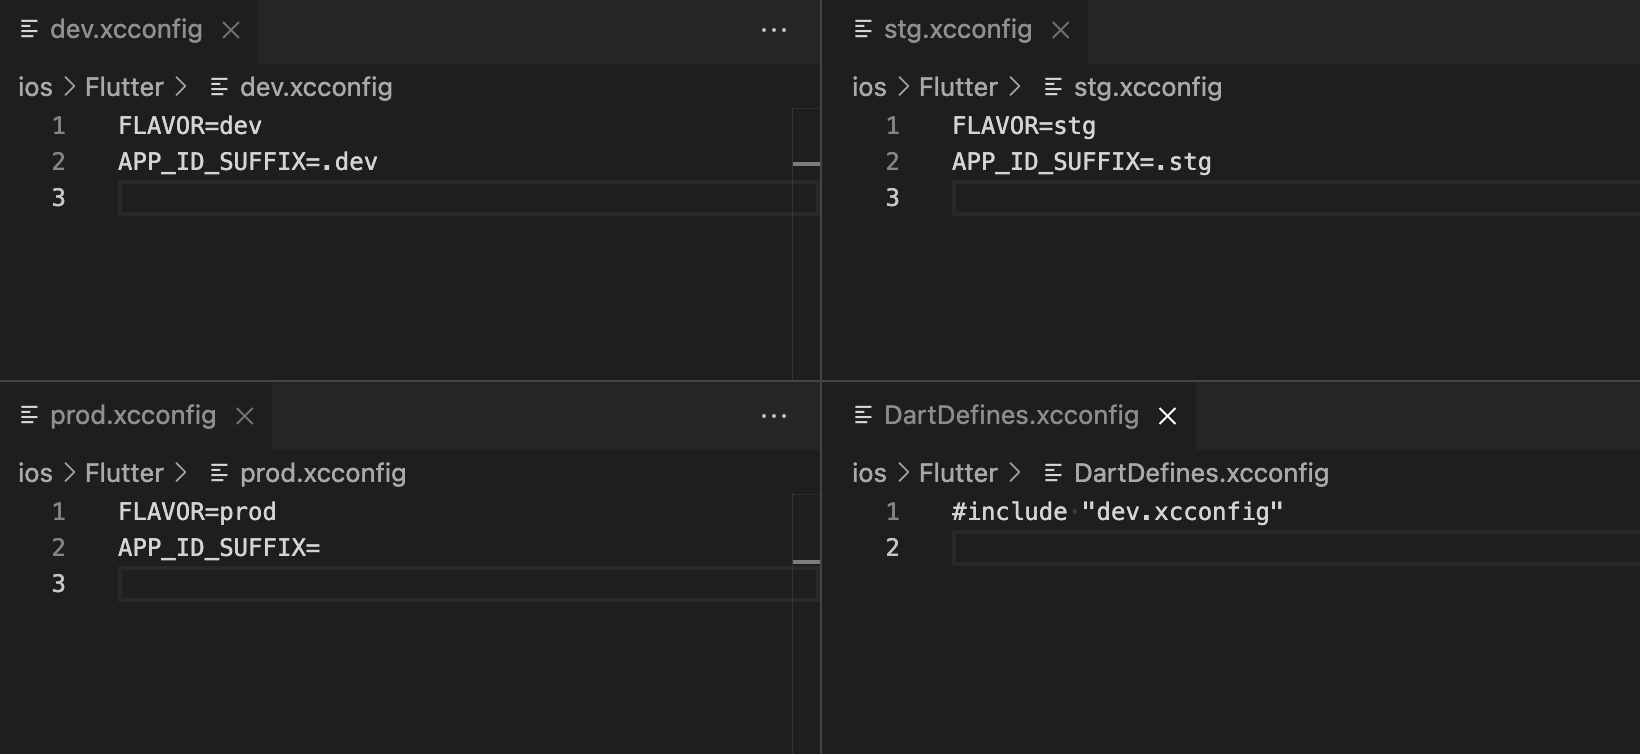 dev.xcconfig
ios > Flutter > dev.xcconfig
1 FLAVOR=dev
2 APP_ID_SUFFIX=.dev
3
stg.xcconfig
ios > Flutter > stg.xcconfig
1 FLAVOR=stg
2 APP_ID_SUFFIX=.stg
3
prod.xcconfig
ios > Flutter > prod.xcconfig
1 FLAVOR=prod
2 APP_ID_SUFFIX=
3
DartDefines.xcconfig
ios > Flutter > DartDefines.xcconfig
1 #include "dev.xcconfig"
2